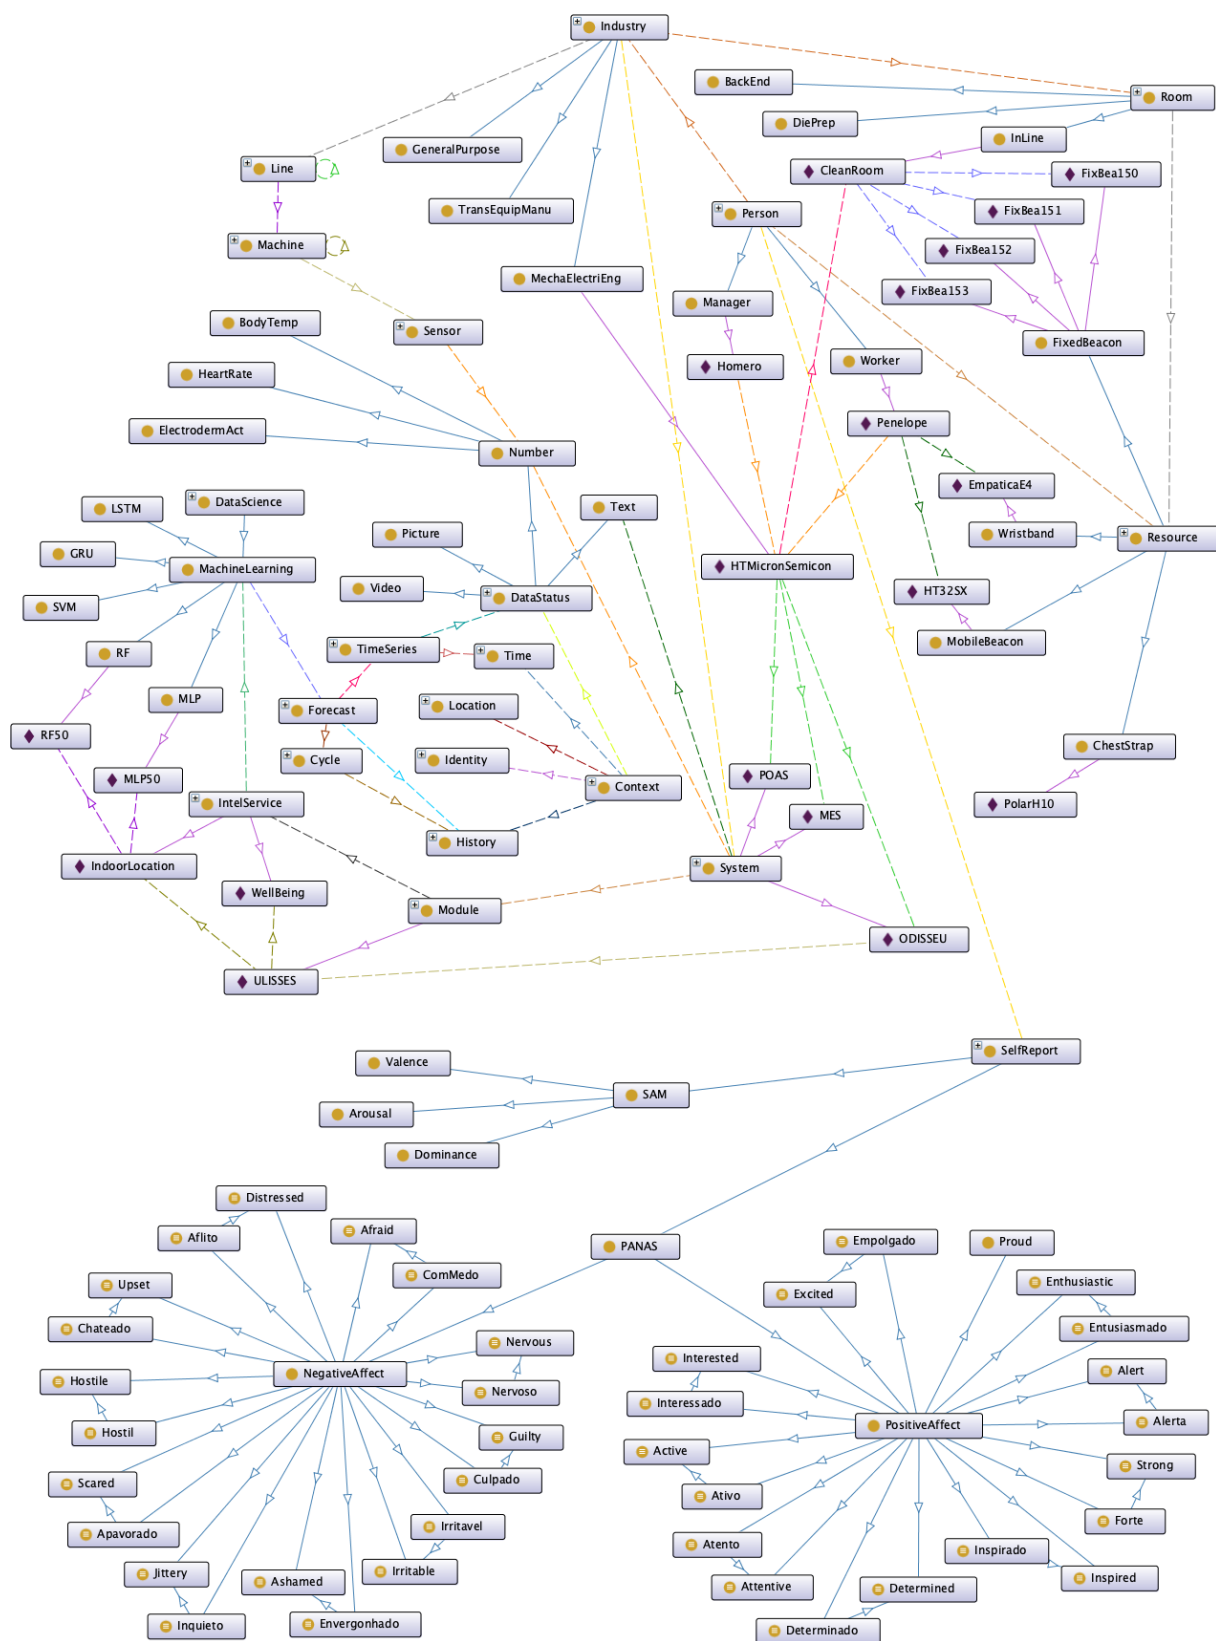 Industry
BackEnd
Room
DiePrep
InLine
GeneralPurpose
Line
CleanRoom
FixBea150
TransEquipManu
Person
FixBea151
Machine
FixBea152
MechaElectriEng
FixBea153
Manager
BodyTemp
Sensor
FixedBeacon
HeartRate
Homero
Worker
ElectrodermAct
Penelope
Number
EmpaticaE4
LSTM
DataScience
Text
Picture
Wristband
Resource
GRU
MachineLearning
HTMicronSemicon
Video
DataStatus
HT32SX
SVM
MobileBeacon
RF
TimeSeries
Time
MLP
Forecast
Location
RF50
Cycle
Identity
ChestStrap
MLP50
POAS
Context
IntelService
PolarH10
MES
History
IndoorLocation
System
WellBeing
Module
ODISSEU
ULISSES
SelfReport
Valence
SAM
Arousal
Dominance
Distressed
Aflito
Afraid
PANAS
Empolgado
Proud
ComMedo
Upset
Excited
Enthusiastic
Chateado
Entusiasmado
Nervous
Interested
NegativeAffect
Alert
Hostile
Nervoso
Interessado
Hostil
PositiveAffect
Alerta
Guilty
Active
Scared
Culpado
Strong
Ativo
Apavorado
Irritavel
Forte
Atento
Inspirado
Jittery
Ashamed
Irritable
Attentive
Determined
Inspired
Inquieto
Envergonhado
Determinado